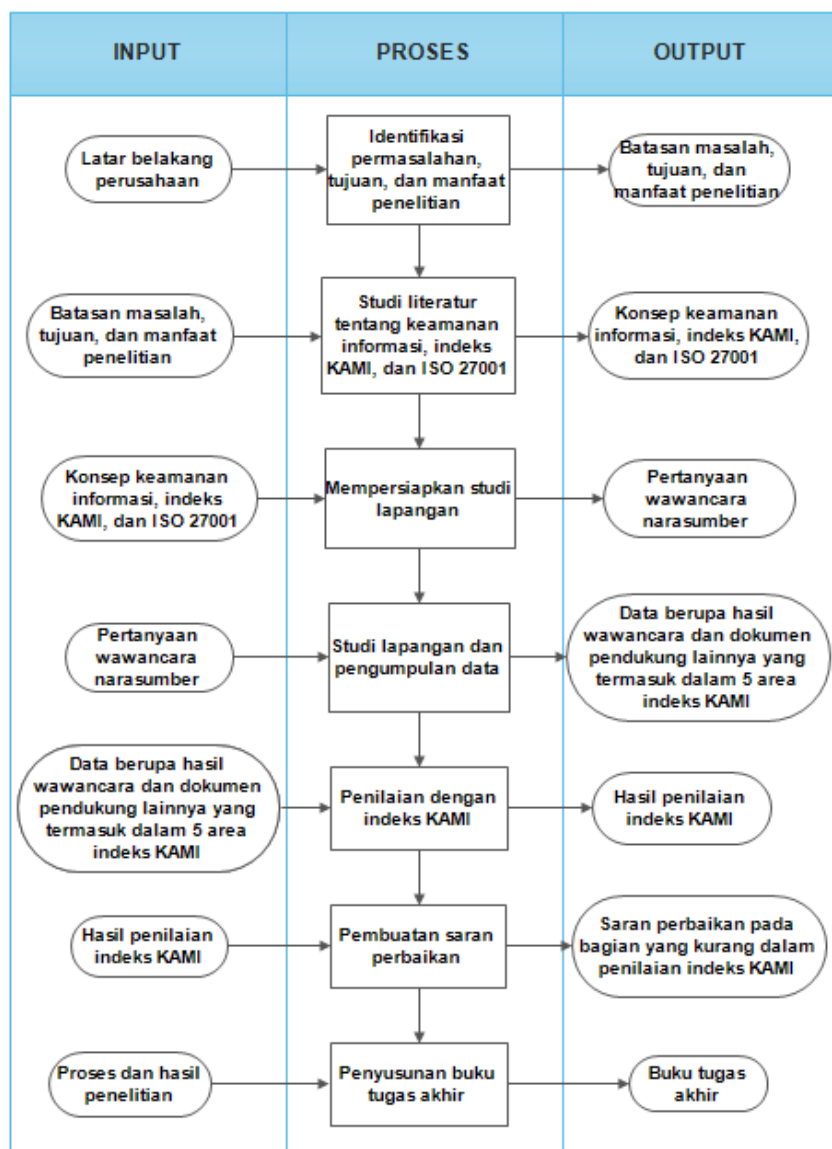 INPUT
PROSES
OUTPUT
Latar belakang
perusahaan
Identifikasi
permasalahan,
tujuan, dan manfaat
penelitian
Batasan masalah,
tujuan, dan
manfaat penelitian
Batasan masalah,
tujuan, dan manfaat
penelitian
Studi literatur
tentang keamanan
informasi, indeks
KAMI, dan ISO 27001
Konsep keamanan
informasi, indeks KAMI,
dan ISO 27001
Konsep keamanan
informasi, indeks
KAMI, dan ISO 27001
Mempersiapkan studi
lapangan
Pertanyaan
wawancara
narasumber
Pertanyaan
wawancara
narasumber
Studi lapangan dan
pengumpulan data
Data berupa hasil
wawancara dan dokumen
pendukung lainnya yang
termasuk dalam 5 area
indeks KAMI
Data berupa hasil
wawancara dan dokumen
pendukung lainnya yang
termasuk dalam 5 area
indeks KAMI
Penilaian dengan
indeks KAMI
Hasil penilaian
indeks KAMI
Hasil penilaian
indeks KAMI
Pembuatan saran
perbaikan
Saran perbaikan pada
bagian yang kurang dalam
penilaian indeks KAMI
Proses dan hasil
penelitian
Penyusunan buku
tugas akhir
Buku tugas
akhir